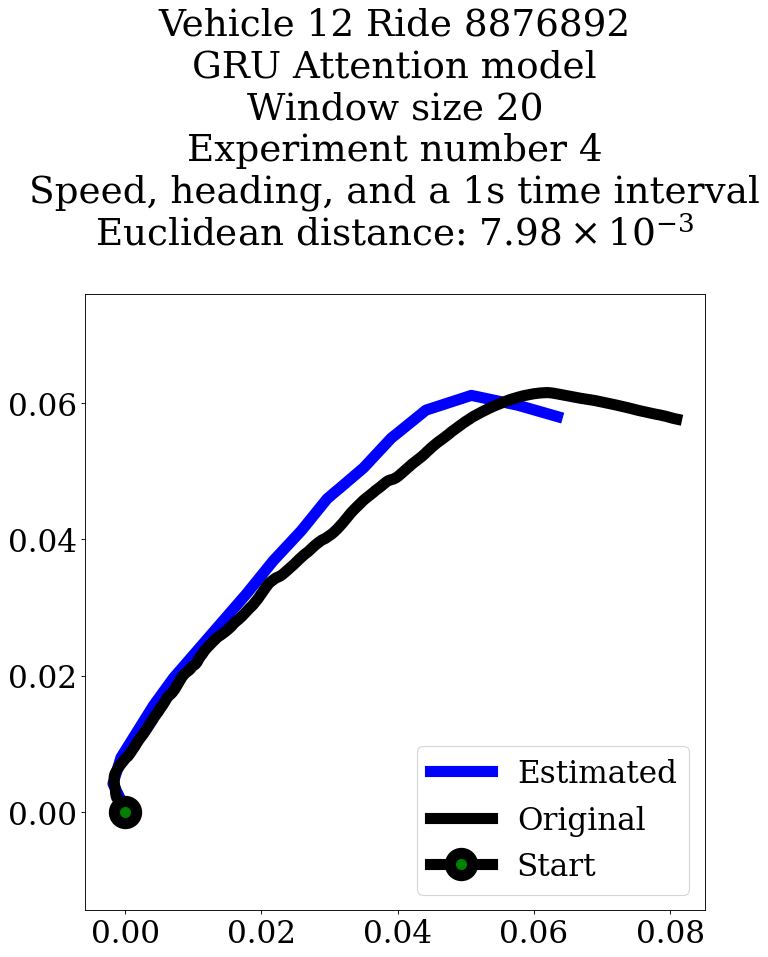 Vehicle 12 Ride 8876892
GRU Attention model
Window size 20
Experiment number 4
Speed, heading, and a 1s time interval
Euclidean distance: 7.98 × 10⁻³
0.06
0.04
0.02
0.00
Estimated
Original
Start
0.00 0.02 0.04 0.06 0.08